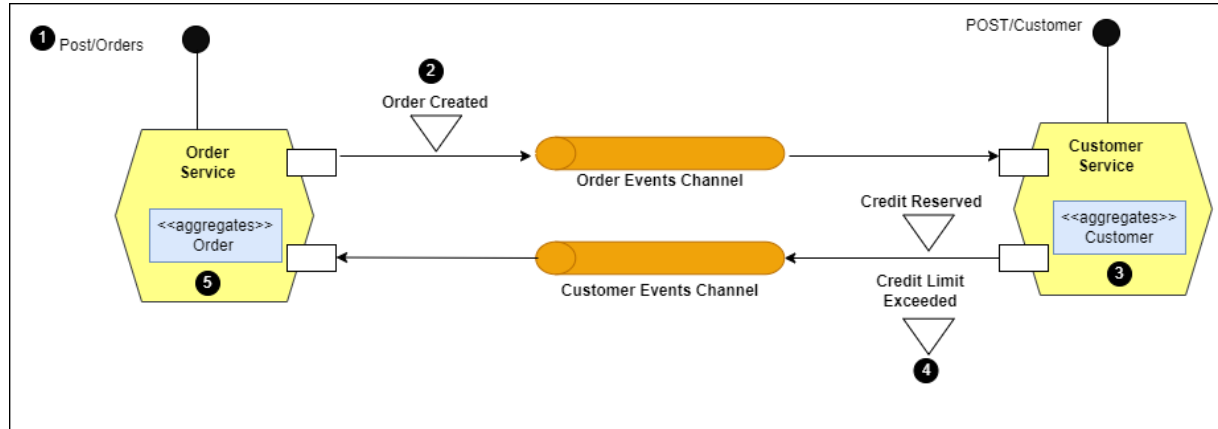 1 Post/Orders
POST/Customer
2
Order Created
Order
Service
Customer
Service
Order Events Channel
Credit Reserved
<<aggregates>>
Order
<<aggregates>>
Customer
5
3
Customer Events Channel
Credit Limit
Exceeded
4